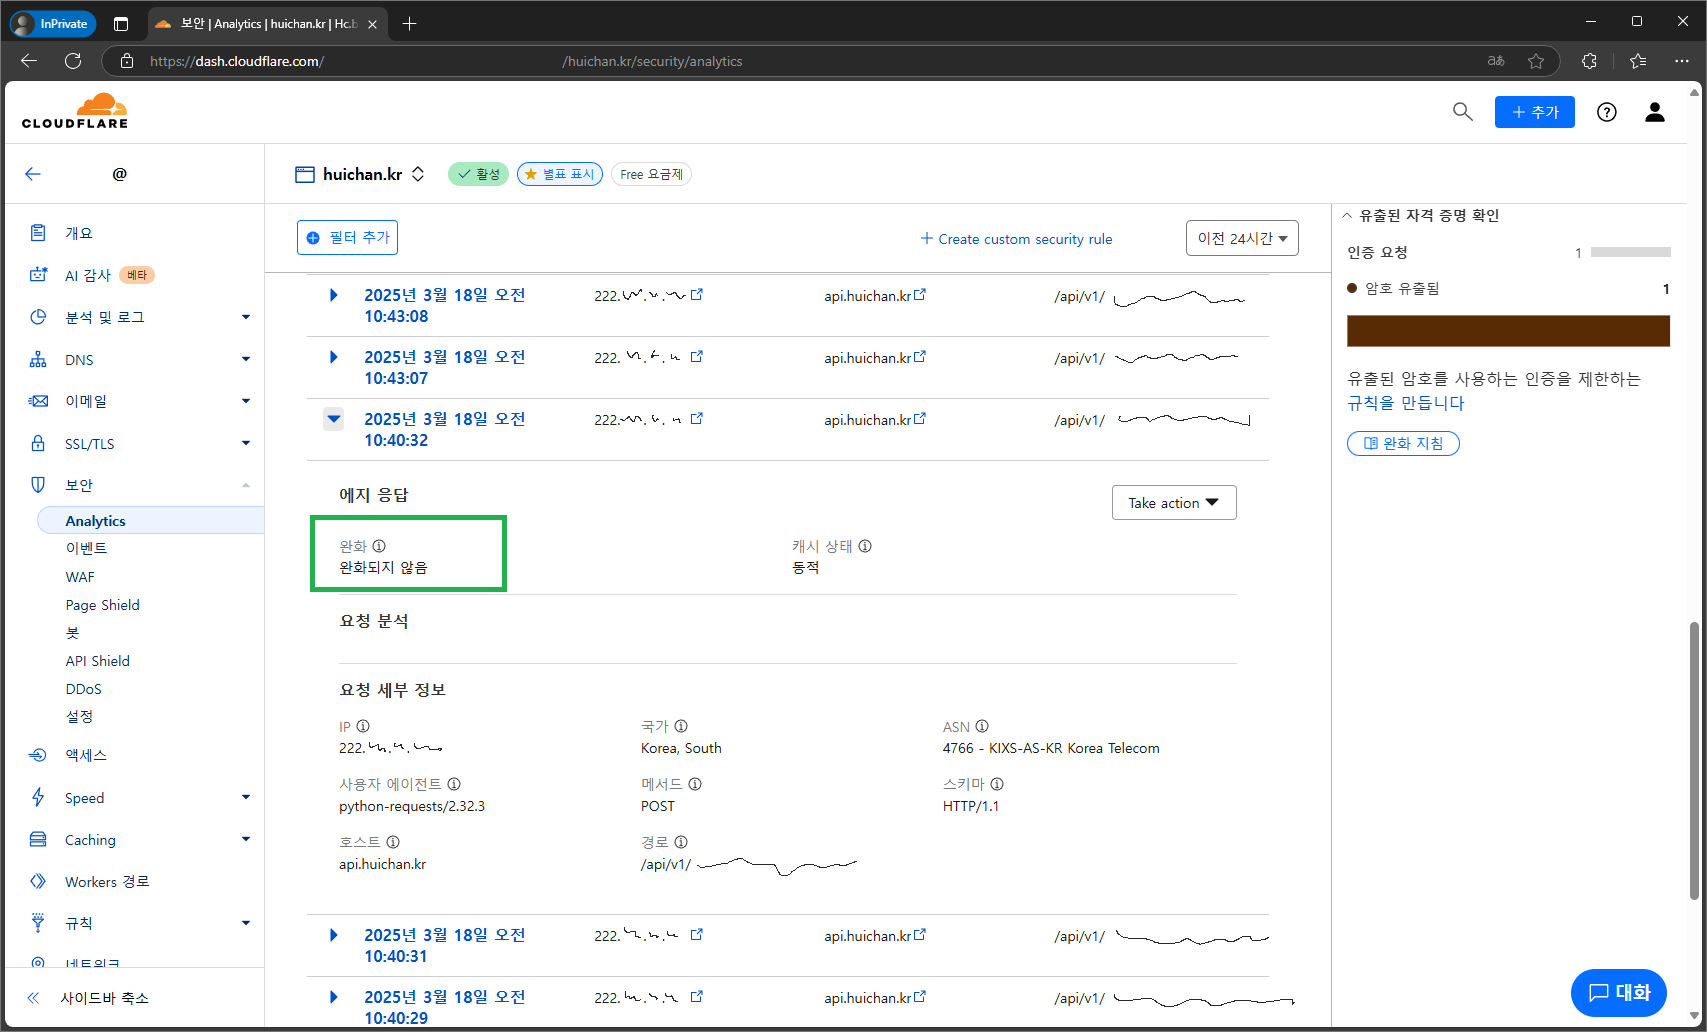 InPrivate
보안 | Analytics | huichan.kr | Hc.b
https://dash.cloudflare.com/ /huichan.kr/security/analytics
aあ
CLOUDFLARE
+ 추가
@
huichan.kr
활성
별표 표시
Free 요금제
개요
AI 감사 베타
분석 및 로그
DNS
이메일
SSL/TLS
보안
Analytics
이벤트
WAF
Page Shield
봇
API Shield
DDoS
설정
액세스
Speed
Caching
Workers 경로
규칙
네트워크
사이드바 축소
필터 추가
+ Create custom security rule
이전 24시간
2025년 3월 18일 오전 10:43:08
222.
api.huichan.kr
/api/v1/
2025년 3월 18일 오전 10:43:07
222.
api.huichan.kr
/api/v1/
2025년 3월 18일 오전 10:40:32
222.
api.huichan.kr
/api/v1/
에지 응답
Take action
완화
완화되지 않음
캐시 상태
동적
요청 분석
요청 세부 정보
IP
222.
국가
Korea, South
ASN
4766 - KIXS-AS-KR Korea Telecom
사용자 에이전트
python-requests/2.32.3
메서드
POST
스키마
HTTP/1.1
호스트
api.huichan.kr
경로
/api/v1/
2025년 3월 18일 오전 10:40:31
222.
api.huichan.kr
/api/v1/
2025년 3월 18일 오전 10:40:29
222.
api.huichan.kr
/api/v1/
유출된 자격 증명 확인
인증 요청 1
암호 유출됨 1
유출된 암호를 사용하는 인증을 제한하는
규칙을 만듭니다
완화 지침
대화